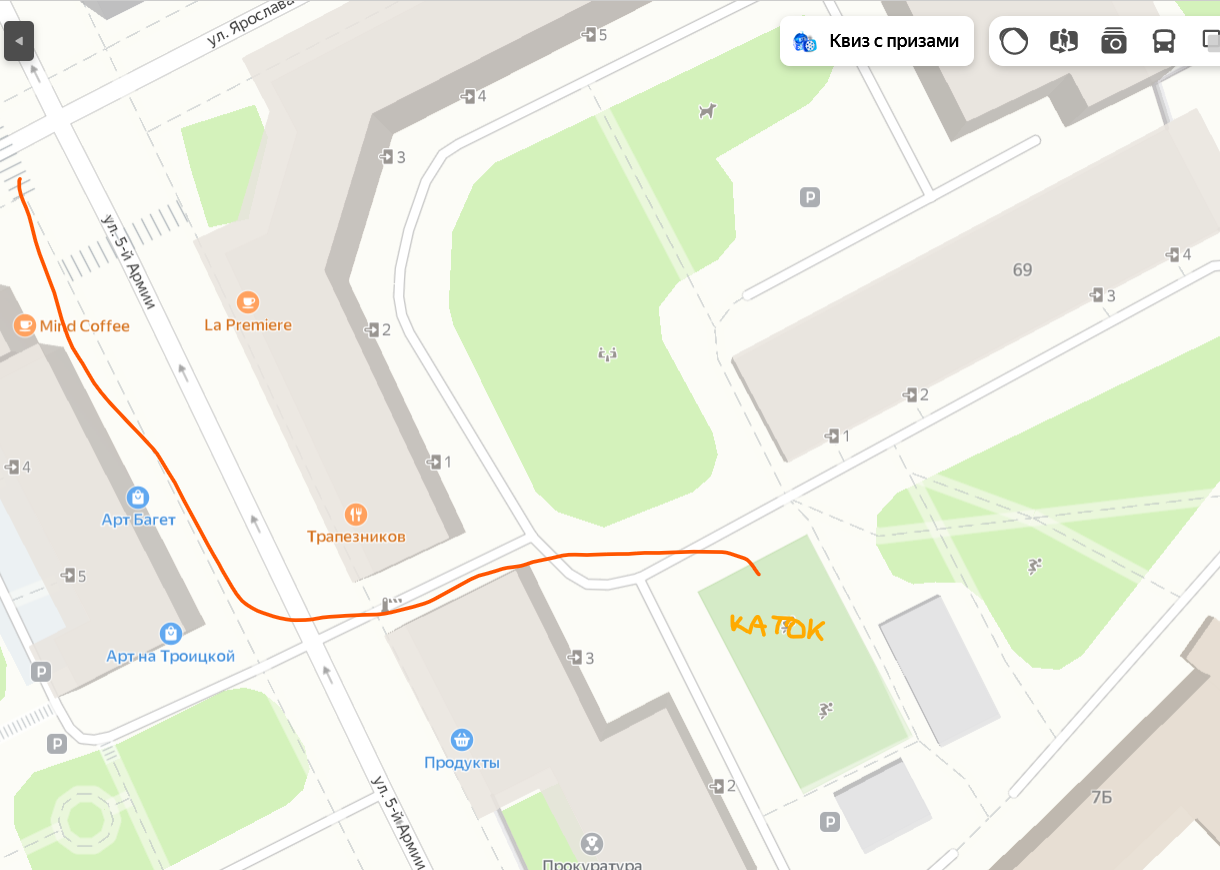 ул. Ярослава
5
Квиз с призами
4
3
P
ул. 5-й Армии
69
4
3
La Premiere
Mind Coffee
2
2
1
1
4
Арт Багет
Трапезников
5
КАТОК
Арт на Троицкой
3
P
P
Продукты
ул. 5-й Армии
2
7Б
P
Прокуратура